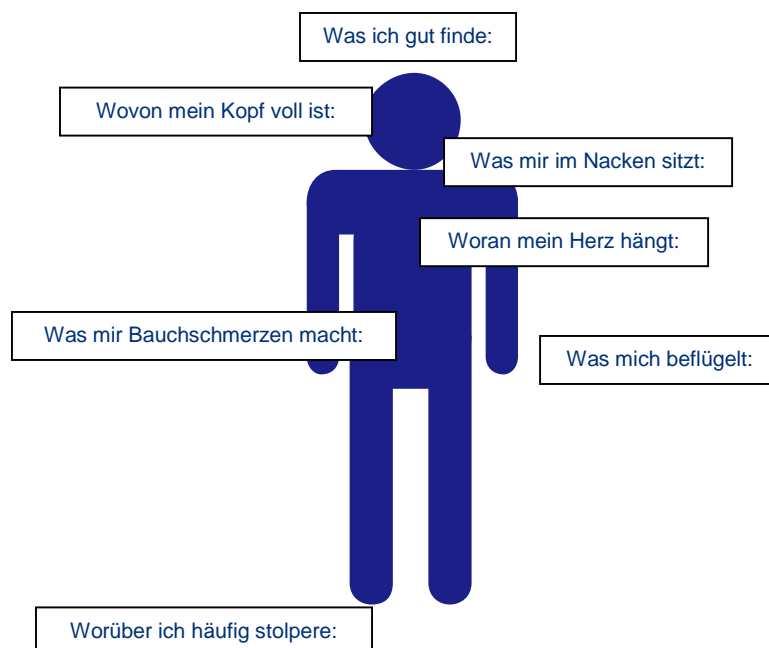 Was ich gut finde:
Wovon mein Kopf voll ist:
Was mir im Nacken sitzt:
Woran mein Herz hängt:
Was mir Bauchschmerzen macht:
Was mich beflügelt:
Worüber ich häufig stolpere: